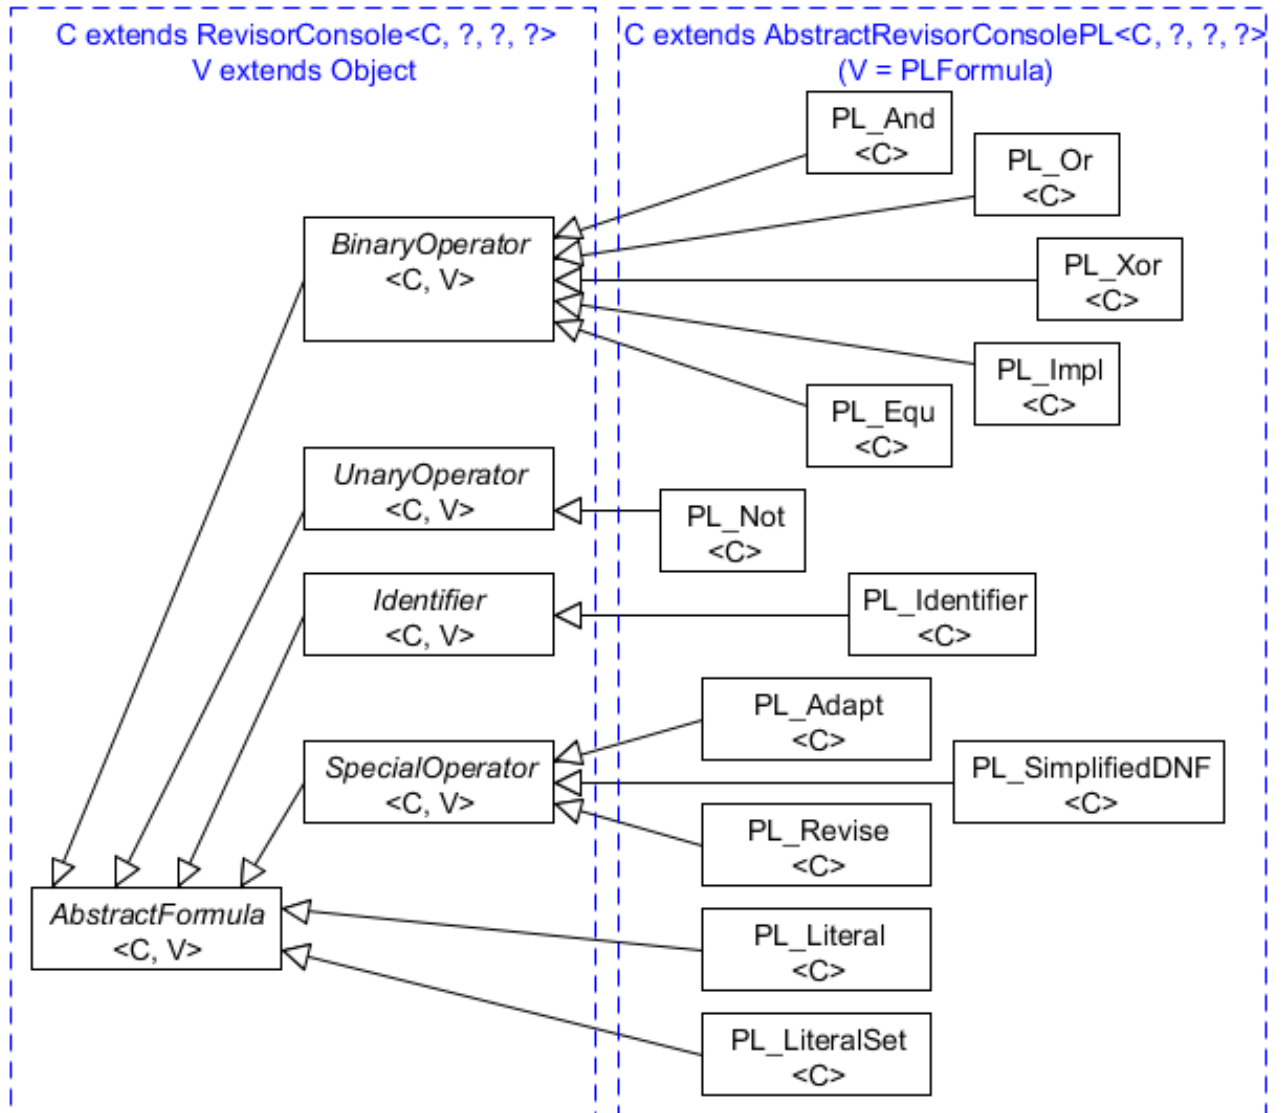 C extends RevisorConsole<C, ?, ?, ?>
V extends Object
C extends AbstractRevisorConsolePL<C, ?, ?, ?>
(V = PLFormula)
PL_And
<C>
PL_Or
<C>
BinaryOperator
<C, V>
PL_Xor
<C>
PL_Impl
<C>
PL_Equ
<C>
UnaryOperator
<C, V>
PL_Not
<C>
Identifier
<C, V>
PL_Identifier
<C>
PL_Adapt
<C>
SpecialOperator
<C, V>
PL_SimplifiedDNF
<C>
PL_Revise
<C>
AbstractFormula
<C, V>
PL_Literal
<C>
PL_LiteralSet
<C>